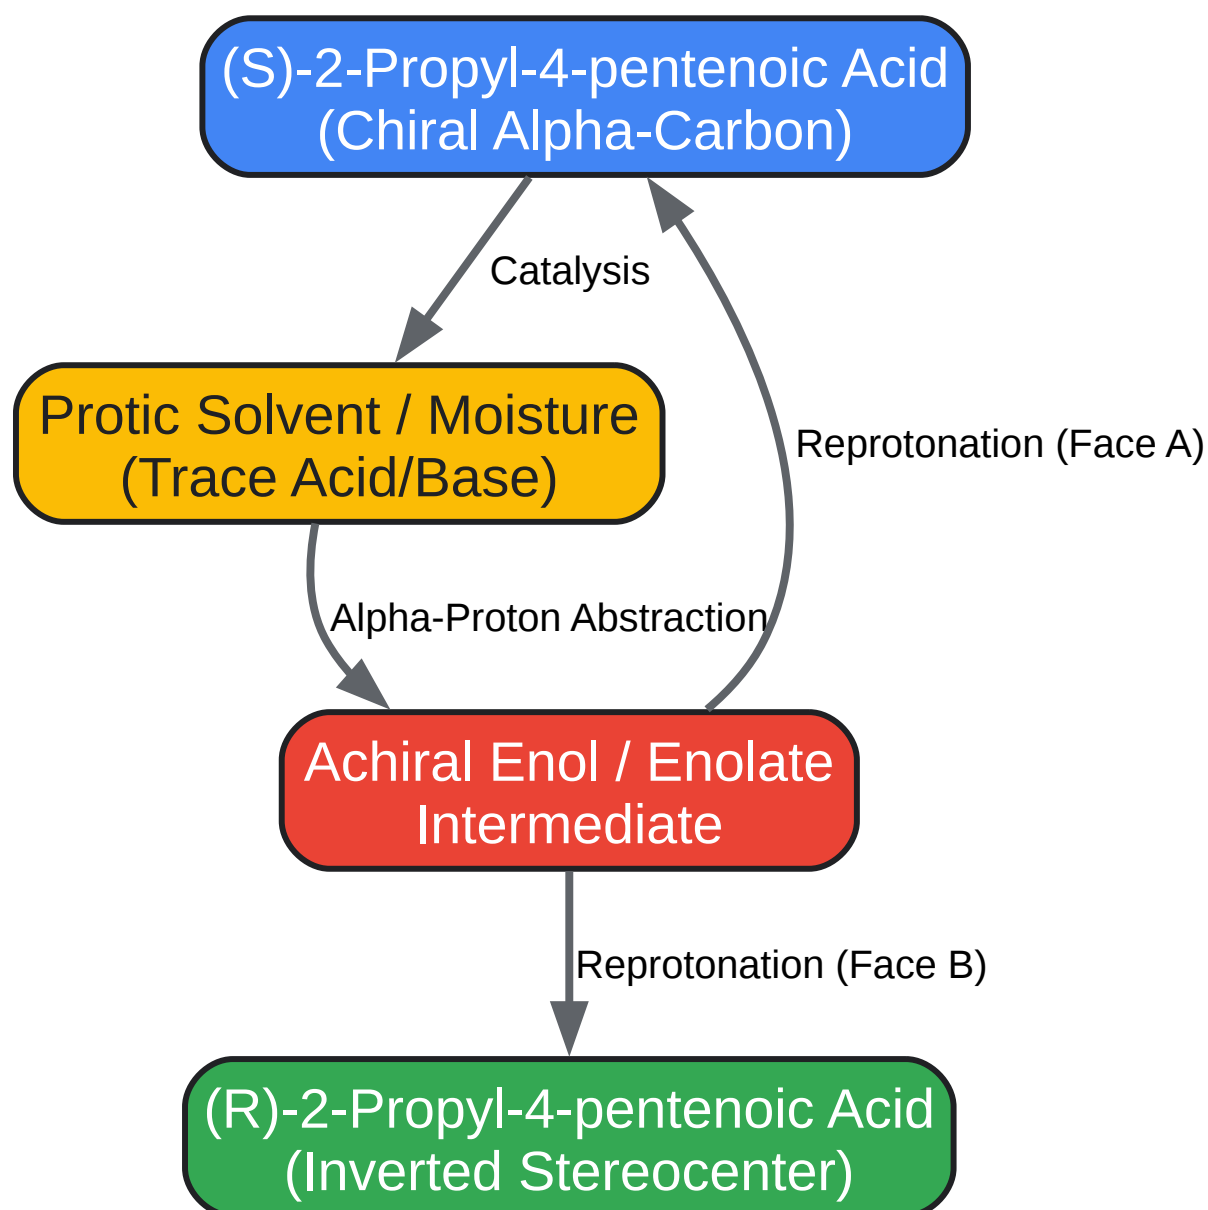 (S)-2-Propyl-4-pentenoic Acid
(Chiral Alpha-Carbon)
Catalysis
Protic Solvent / Moisture
(Trace Acid/Base)
Reprotonation (Face A)
Alpha-Proton Abstraction
Achiral Enol / Enolate
Intermediate
Reprotonation (Face B)
(R)-2-Propyl-4-pentenoic Acid
(Inverted Stereocenter)